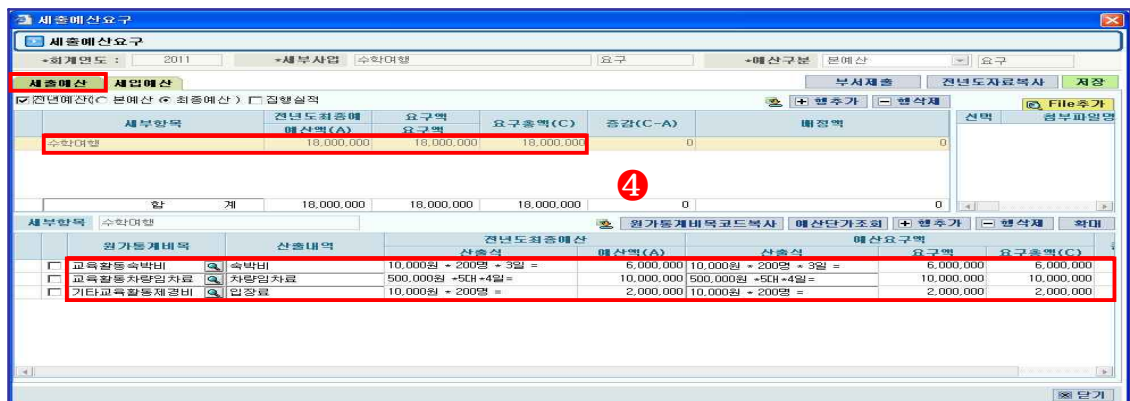 세출예산요구
세출예산요구
*회계연도 : 2011 *세부사업 수학여행 요구 *예산구분 본예산 요구
세출예산 세입예산 부서제출 전년도자료복사 저장
전년예산( 본예산 최종예산 ) 집행실적 행추가 행삭제 File추가
세부항목 전년도최종예 요구액 요구총액(C) 증감(C-A) 배정액 선택 첨부파일명
예산액(A) 요구액
수학여행 18,000,000 18,000,000 18,000,000 0 0
4
합 계 18,000,000 18,000,000 18,000,000 0 0
세부항목 수학여행 원가통계비목코드복사 예산단가조회 행추가 행삭제 확대
원가통계비목 산출내역 전년도최종예산 예산요구액
산출식 예산액(A) 산출식 요구액 요구총액(C)
교육활동숙박비 숙박비 10,000원 * 200명 * 3일 = 6,000,000 10,000원 * 200명 * 3일 = 6,000,000 6,000,000
교육활동차량임차료 차량임차료 500,000원 *5대*4일= 10,000,000 500,000원 *5대*4일= 10,000,000 10,000,000
기타교육활동제경비 입장료 10,000원 * 200명 = 2,000,000 10,000원 * 200명 = 2,000,000 2,000,000
닫기